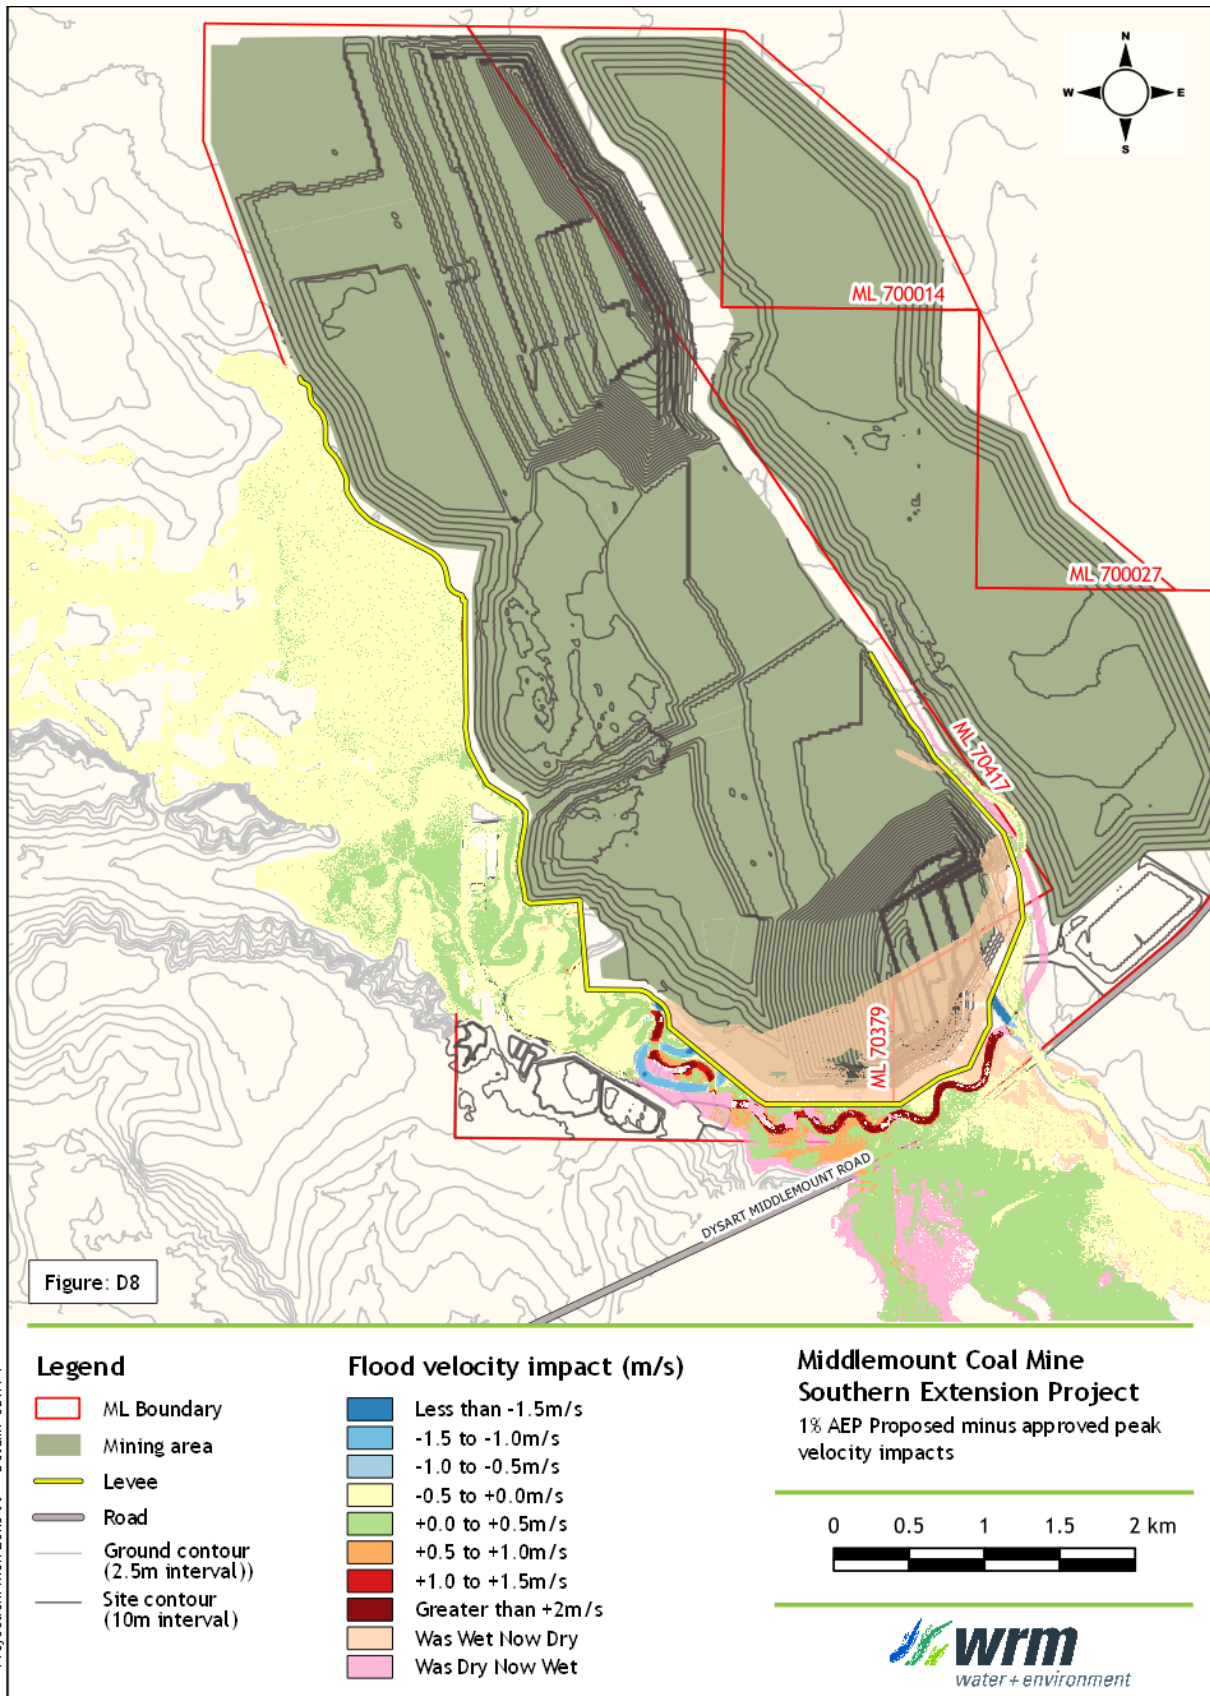 N
W E
S
ML 700014
ML 700027
ML 70417
ML 70379
DYSART MIDDLEMOUNT ROAD
Figure: D8
Legend
ML Boundary
Mining area
Levee
Road
Ground contour
(2.5m interval))
Site contour
(10m interval)
Flood velocity impact (m/s)
Less than -1.5m/s
-1.5 to -1.0m/s
-1.0 to -0.5m/s
-0.5 to +0.0m/s
+0.0 to +0.5m/s
+0.5 to +1.0m/s
+1.0 to +1.5m/s
Greater than +2m/s
Was Wet Now Dry
Was Dry Now Wet
Middlemount Coal Mine
Southern Extension Project
1% AEP Proposed minus approved peak
velocity impacts
0 0.5 1 1.5 2 km
wrm
water + environment